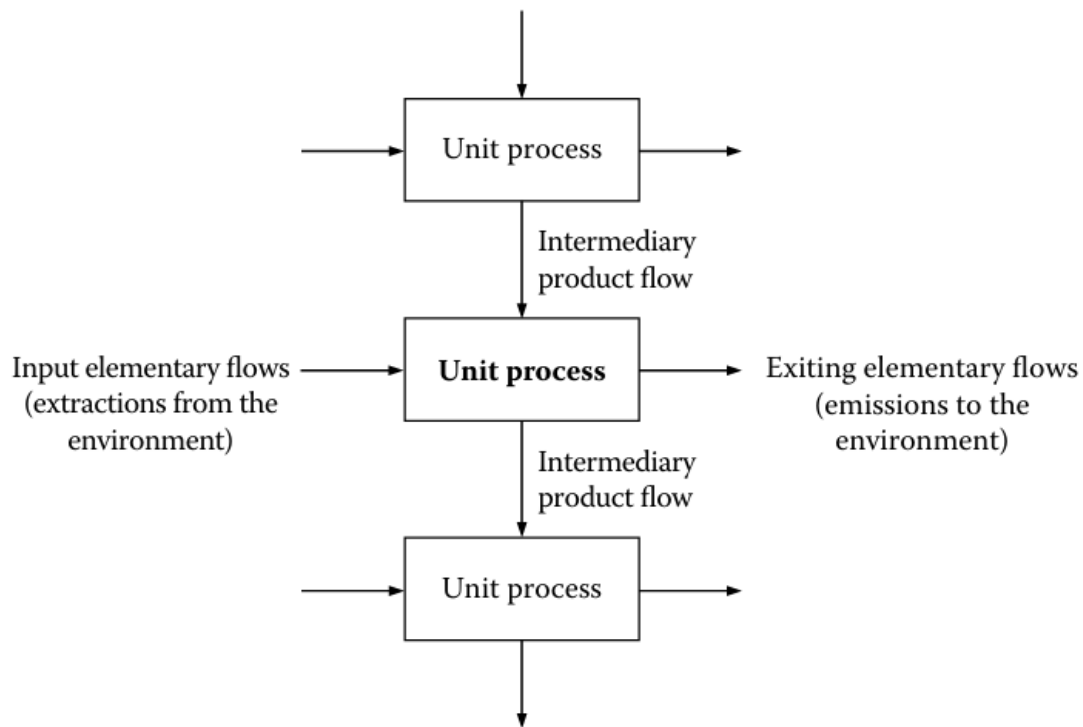 Unit process
Intermediary
product flow
Input elementary flows
(extractions from the
environment)
Unit process
Exiting elementary flows
(emissions to the
environment)
Intermediary
product flow
Unit process